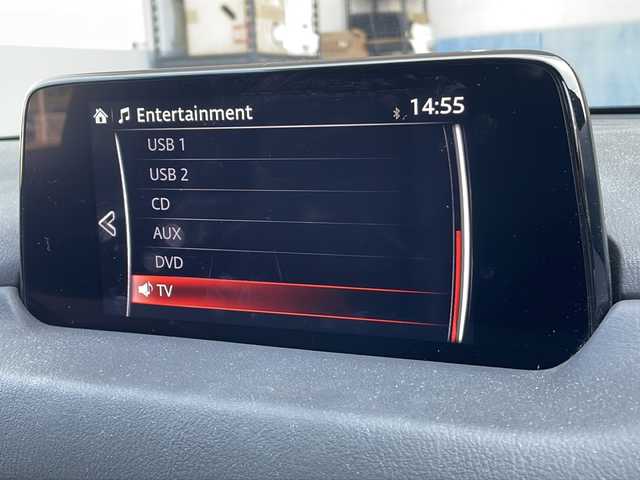 Entertainment 14:55
USB 1
USB 2
CD
AUX
DVD
TV